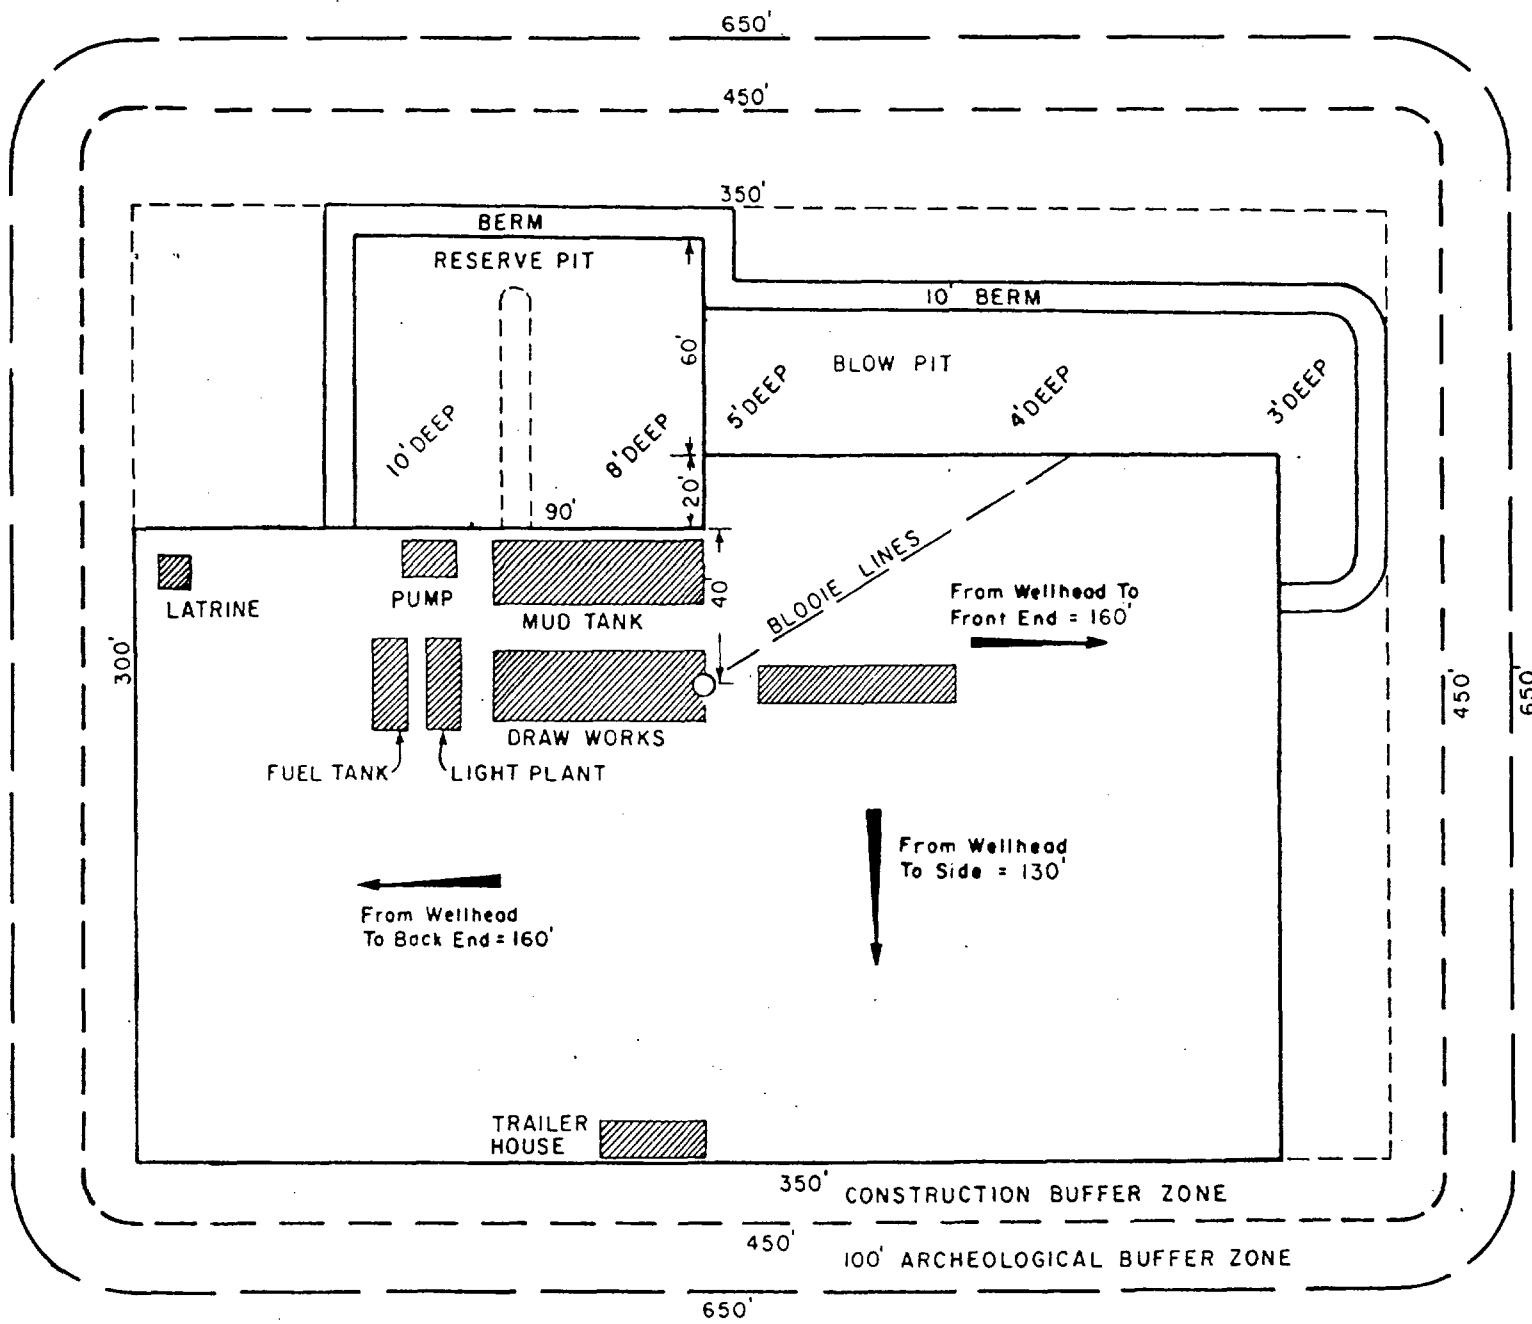 650'
450'
350'
BERM
RESERVE PIT
10' BERM
60'
BLOW PIT
5' DEEP
4' DEEP
3' DEEP
10' DEEP
8' DEEP
20'
90'
40'
BLOOIE LINES
LATRINE
PUMP
MUD TANK
From Wellhead To
Front End = 160'
300'
DRAW WORKS
FUEL TANK
LIGHT PLANT
450'
650'
From Wellhead
To Side = 130'
From Wellhead
To Back End = 160'
TRAILER
HOUSE
350'
CONSTRUCTION BUFFER ZONE
450'
100' ARCHEOLOGICAL BUFFER ZONE
650'